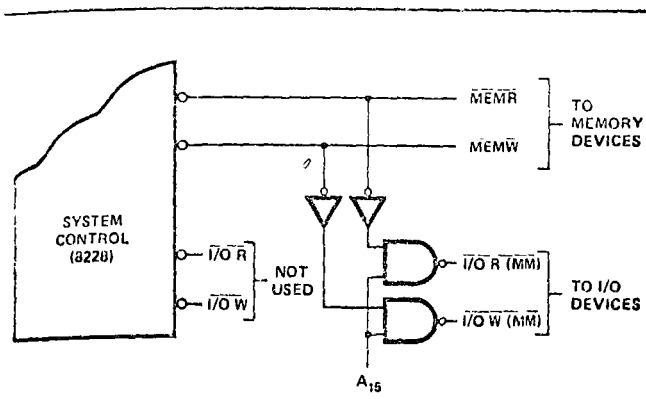 MEMR
MEMW
TO
MEMORY
DEVICES
SYSTEM
CONTROL
(8228)
I/O R
I/O W
NOT
USED
I/O R (MM)
I/O W (MM)
TO I/O
DEVICES
A15